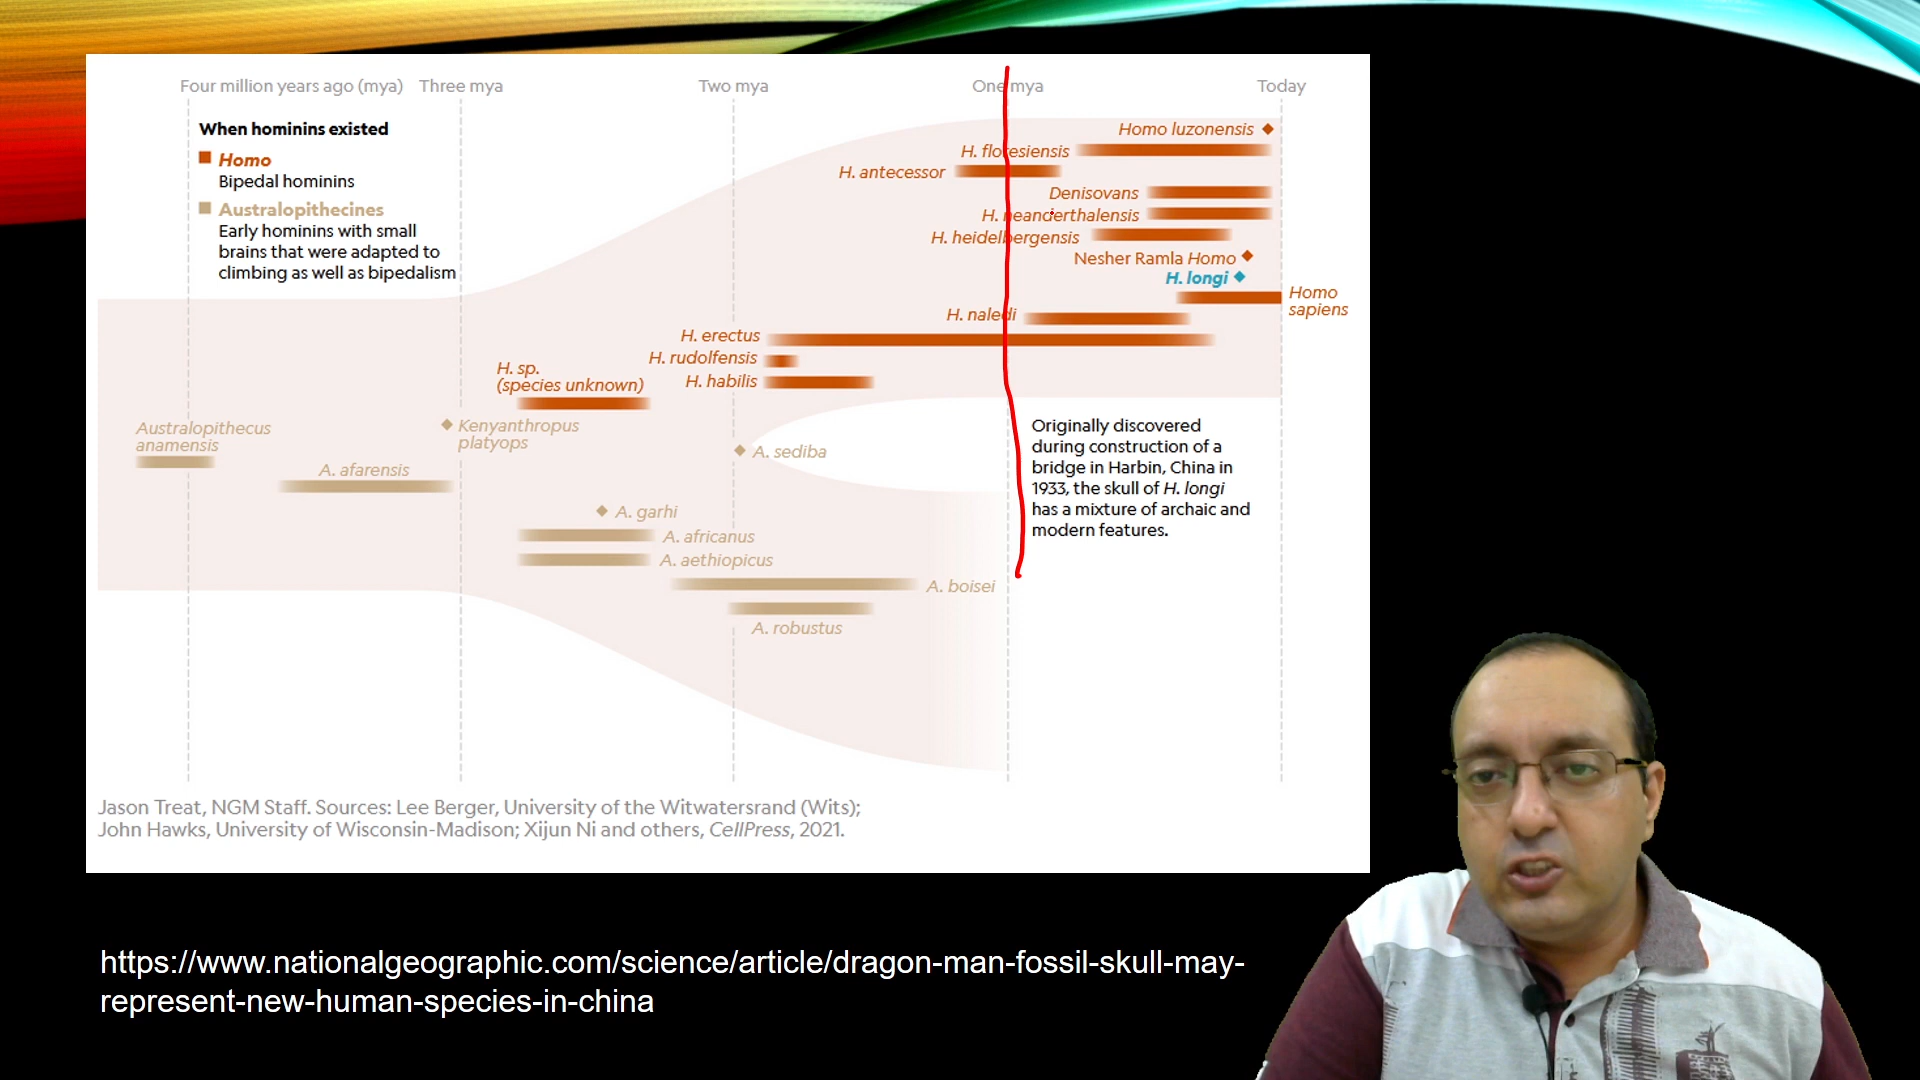 Four million years ago (mya)
Three mya
Two mya
One mya
Today
When hominins existed
Homo
Bipedal hominins
Australopithecines
Early hominins with small
brains that were adapted to
climbing as well as bipedalism
Homo luzonensis
H. floresiensis
H. antecessor
Denisovans
H. neanderthalensis
H. heidelbergensis
Nesher Ramla Homo
H. longi
Homo
sapiens
H. naledi
H. erectus
H. rudolfensis
H. habilis
H. sp.
(species unknown)
Australopithecus
anamensis
Kenyanthropus
platyops
A. afarensis
A. sediba
A. garhi
A. africanus
A. aethiopicus
A. boisei
A. robustus
Originally discovered
during construction of a
bridge in Harbin, China in
1933, the skull of H. longi
has a mixture of archaic and
modern features.
Jason Treat, NGM Staff. Sources: Lee Berger, University of the Witwatersrand (Wits);
John Hawks, University of Wisconsin-Madison; Xijun Ni and others, CellPress, 2021.
https://www.nationalgeographic.com/science/article/dragon-man-fossil-skull-may-
represent-new-human-species-in-china